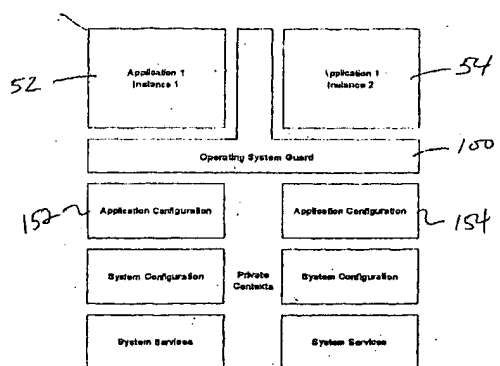 52
Application 1
Instance 1
Application 1
Instance 2
54
Operating System Guard
100
152
Application Configuration
Application Configuration
154
System Configuration
Private
Contexts
System Configuration
System Services
System Services